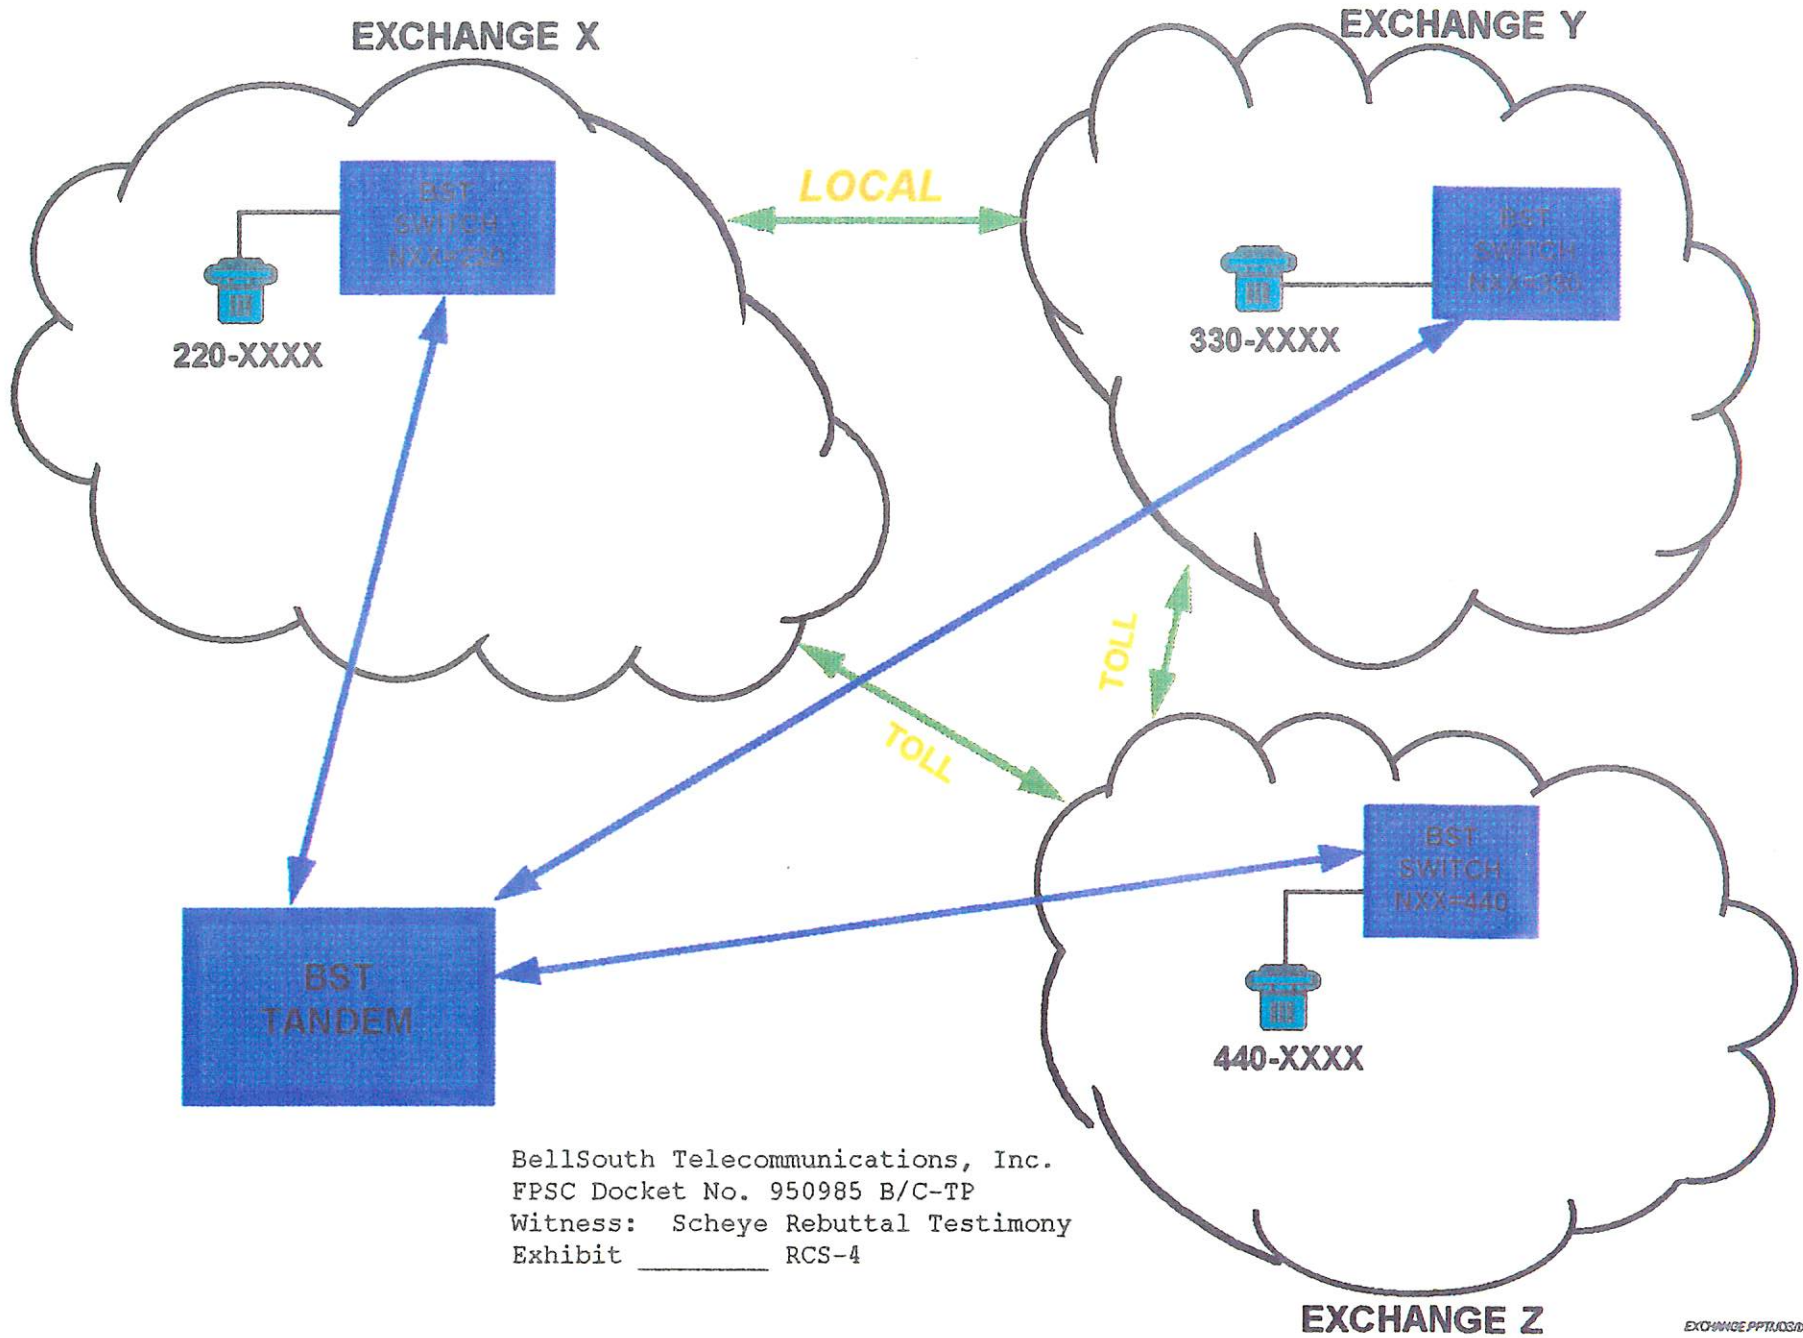 EXCHANGE X
EXCHANGE Y
LOCAL
BST
SWITCH
NXX=220
220-XXXX
BST
SWITCH
NXX=330
330-XXXX
TOLL
TOLL
BST
SWITCH
NXX=440
440-XXXX
BST
TANDEM
BellSouth Telecommunications, Inc.
FPSC Docket No. 950985 B/C-TP
Witness: Scheye Rebuttal Testimony
Exhibit ________ RCS-4
EXCHANGE Z